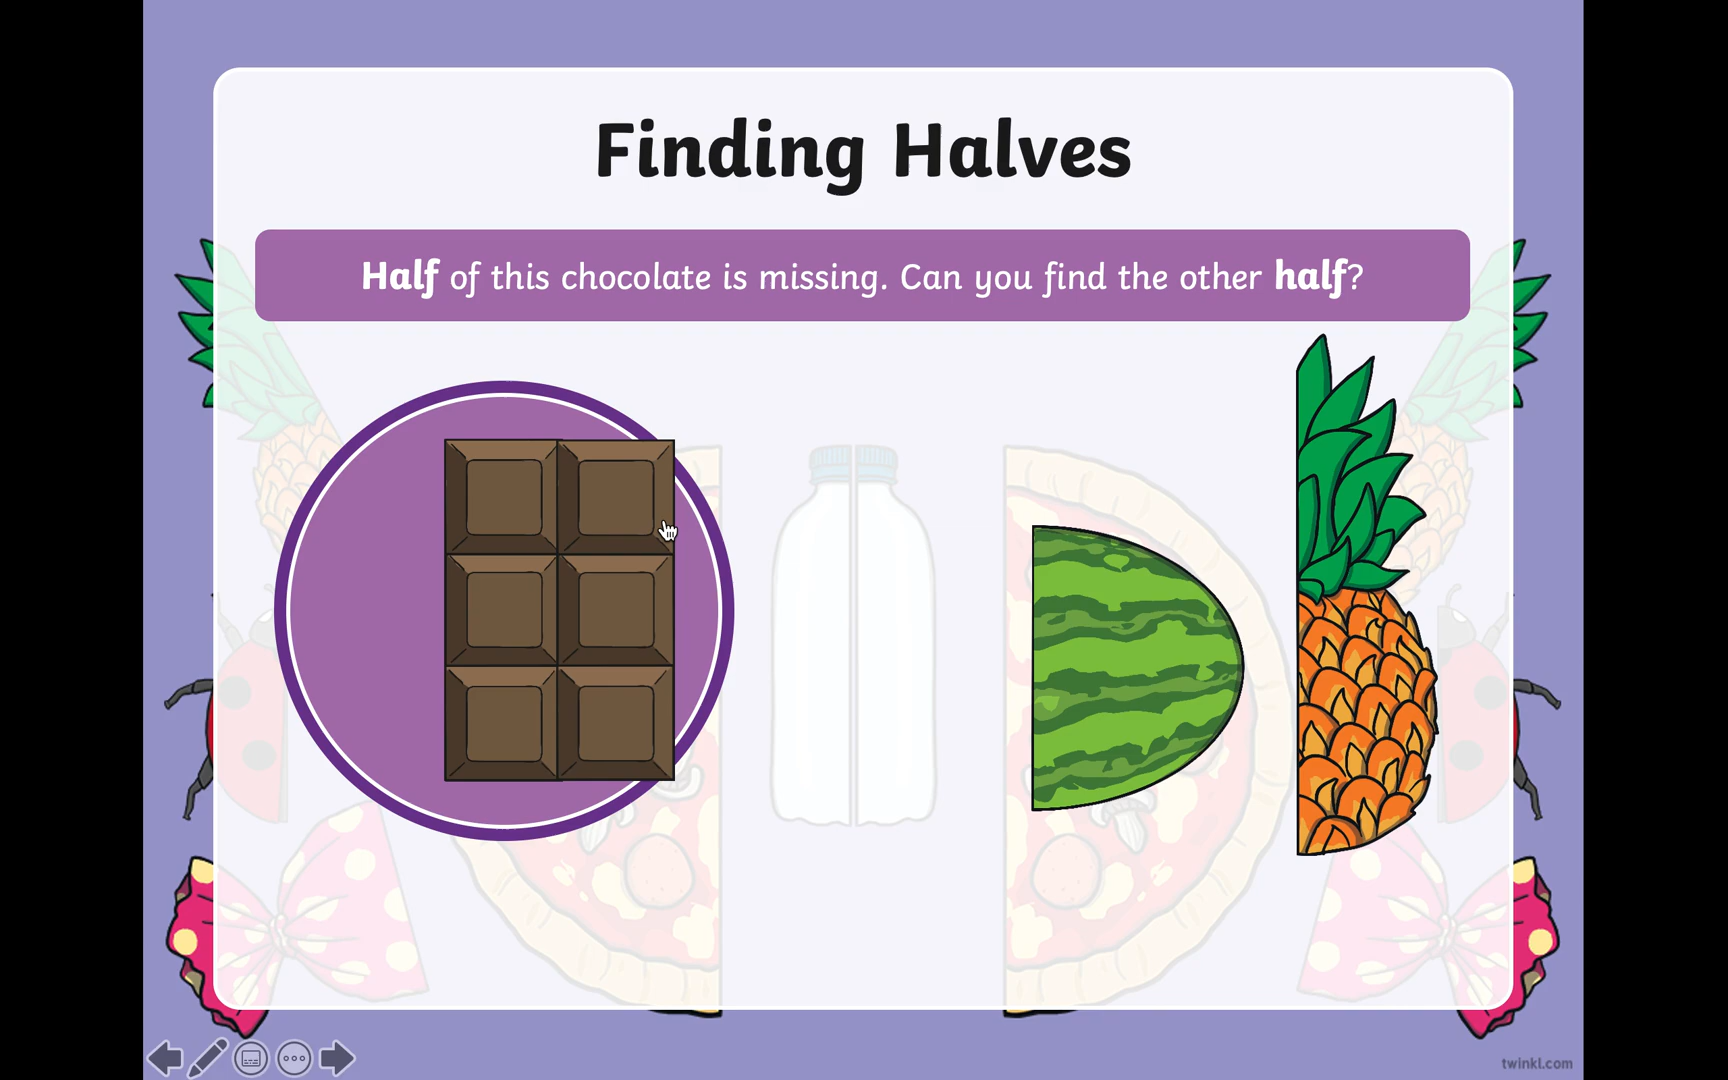 Finding Halves
Half of this chocolate is missing. Can you find the other half?
twinkl.com